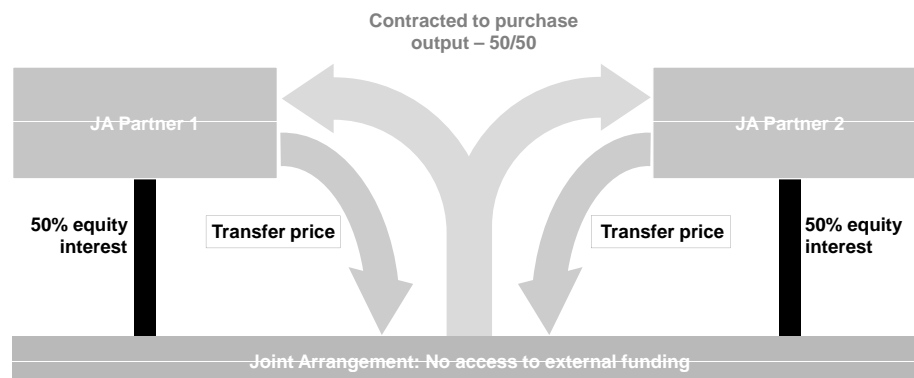 Contracted to purchase
output – 50/50
JA Partner 1
JA Partner 2
50% equity
interest
Transfer price
Transfer price
50% equity
interest
Joint Arrangement: No access to external funding